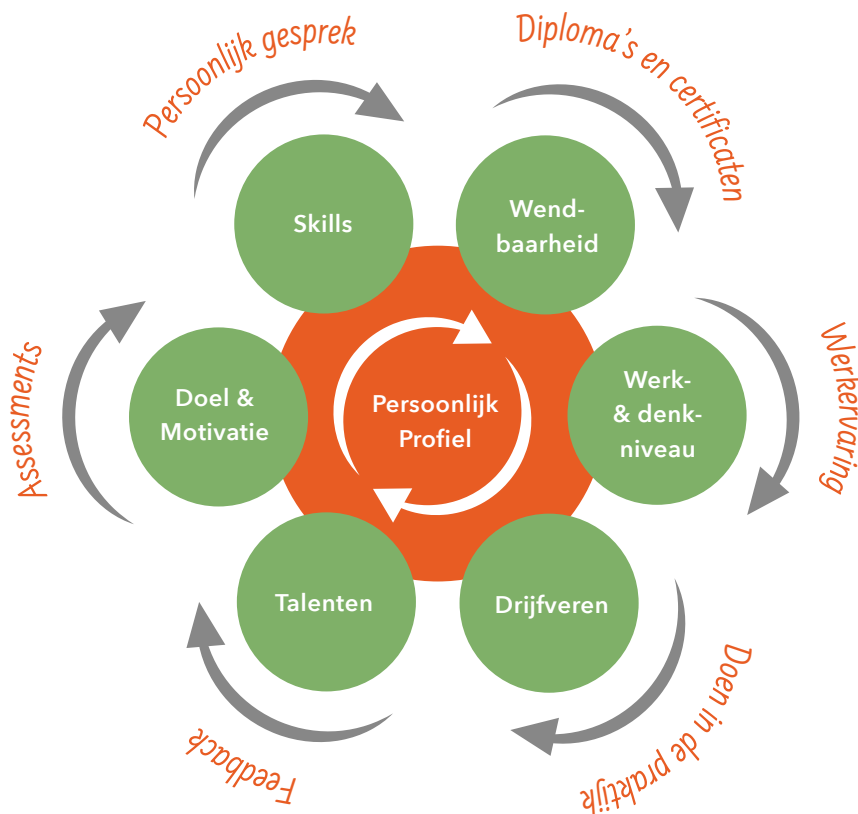 Persoonlijk gesprek
Diploma's en certificaten
Skills
Wend-
baarheid
Assessments
Doel &
Motivatie
Persoonlijk
Profiel
Werk-
& denk-
niveau
Werkervaring
Talenten
Drijfveren
Feedback
Doen in de praktijk